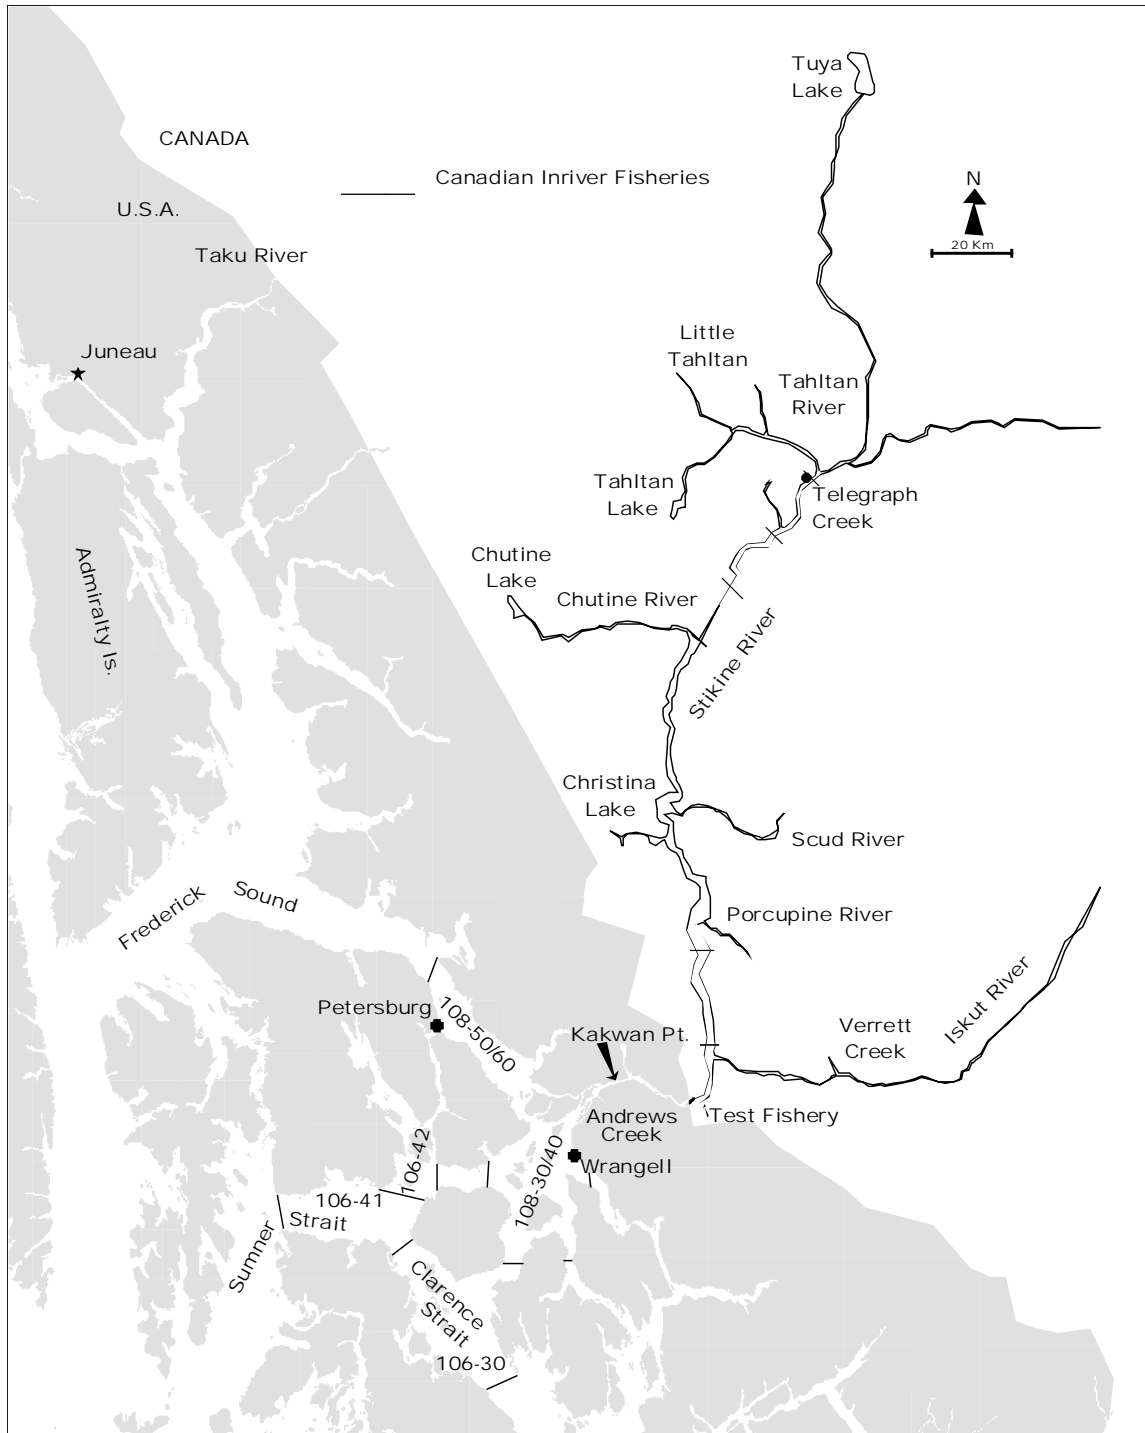 Tuya
Lake
CANADA
Canadian Inriver Fisheries
N
U.S.A.
20 Km
Taku River
Juneau
Little
Tahltan
Tahltan
River
Tahltan
Lake
Telegraph
Creek
Admiralty Is.
Chutine
Lake
Chutine River
Stikine River
Christina
Lake
Scud River
Frederick
Sound
Porcupine River
Iskut River
Petersburg
108-50/60
Kakwan Pt.
Verrett
Creek
Andrews
Creek
Test Fishery
106-42
108-30/40
Wrangell
106-41
Sumner
Strait
Clarence
Strait
106-30